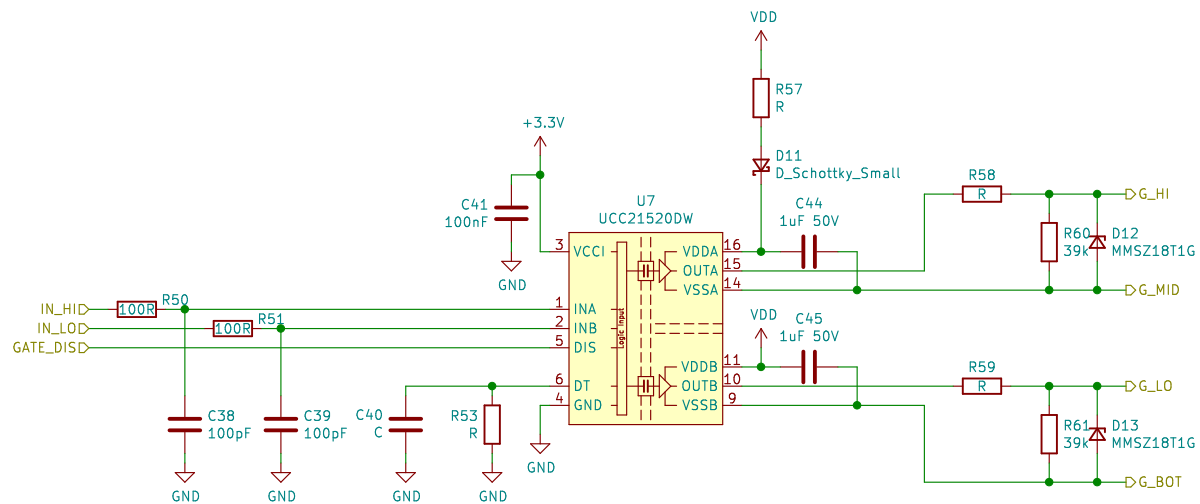 VDD
R57
R
+3.3V
D11
D_Schottky_Small
R58
R
G_HI
C41
100nF
U7
UCC21520DW
C44
1uF 50V
R60
39k
D12
MMSZ18T1G
3
VCCI
VDDA
16
OUTA
15
VSSA
14
G_MID
GND
IN_HI
100R
R50
1
INA
IN_LO
100R
R51
2
INB
GATE_DIS
5
DIS
Logic Input
VDD
C45
1uF 50V
VDDB
11
OUTB
10
VSSB
9
R59
R
G_LO
6
DT
4
GND
C38
100pF
C39
100pF
C40
C
R53
R
R61
39k
D13
MMSZ18T1G
GND
GND
GND
GND
GND
G_BOT